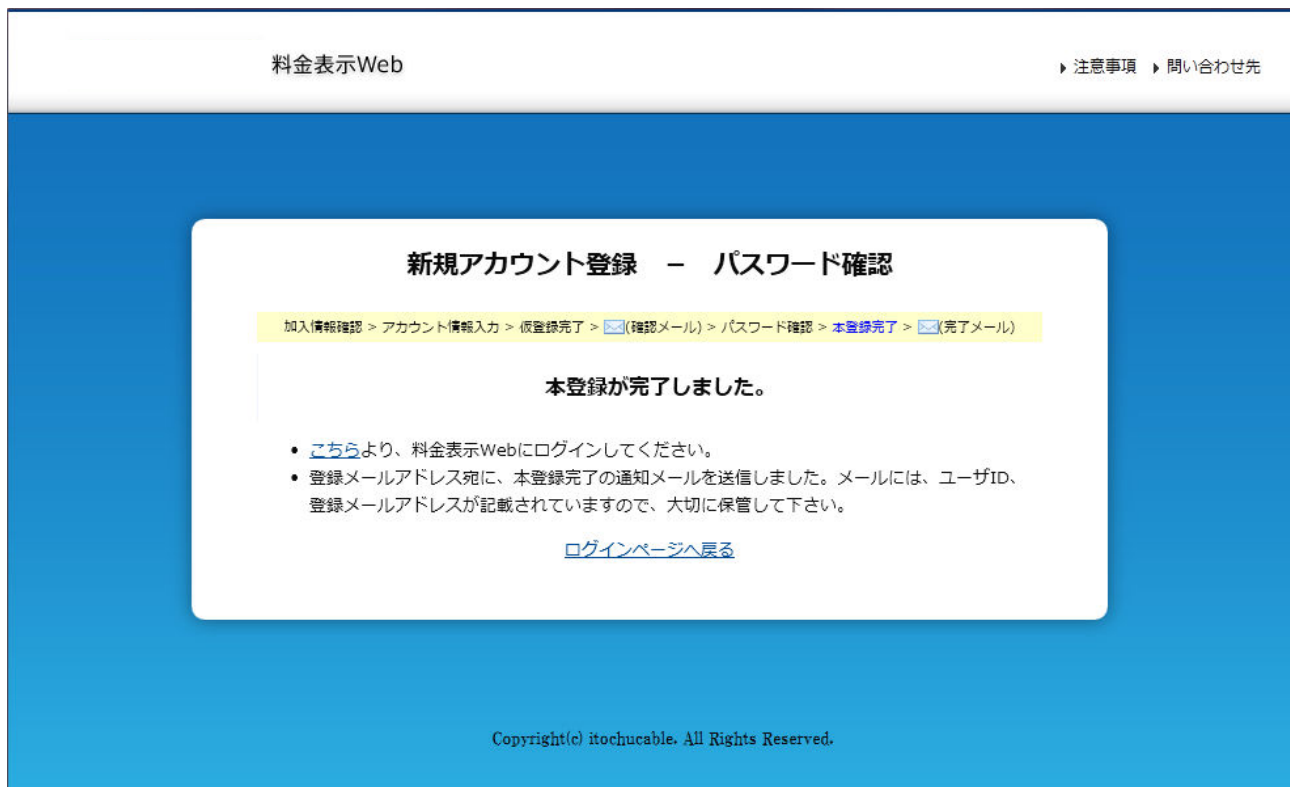 料金表示Web
注意事項 問い合わせ先
新規アカウント登録 － パスワード確認
加入情報確認 > アカウント情報入力 > 仮登録完了 > (確認メール) > パスワード確認 > 本登録完了 > (完了メール)
本登録が完了しました。
• こちらより、料金表示Webにログインしてください。
• 登録メールアドレス宛に、本登録完了の通知メールを送信しました。メールには、ユーザID、
登録メールアドレスが記載されていますので、大切に保管して下さい。
ログインページへ戻る
Copyright(c) itochucable. All Rights Reserved.